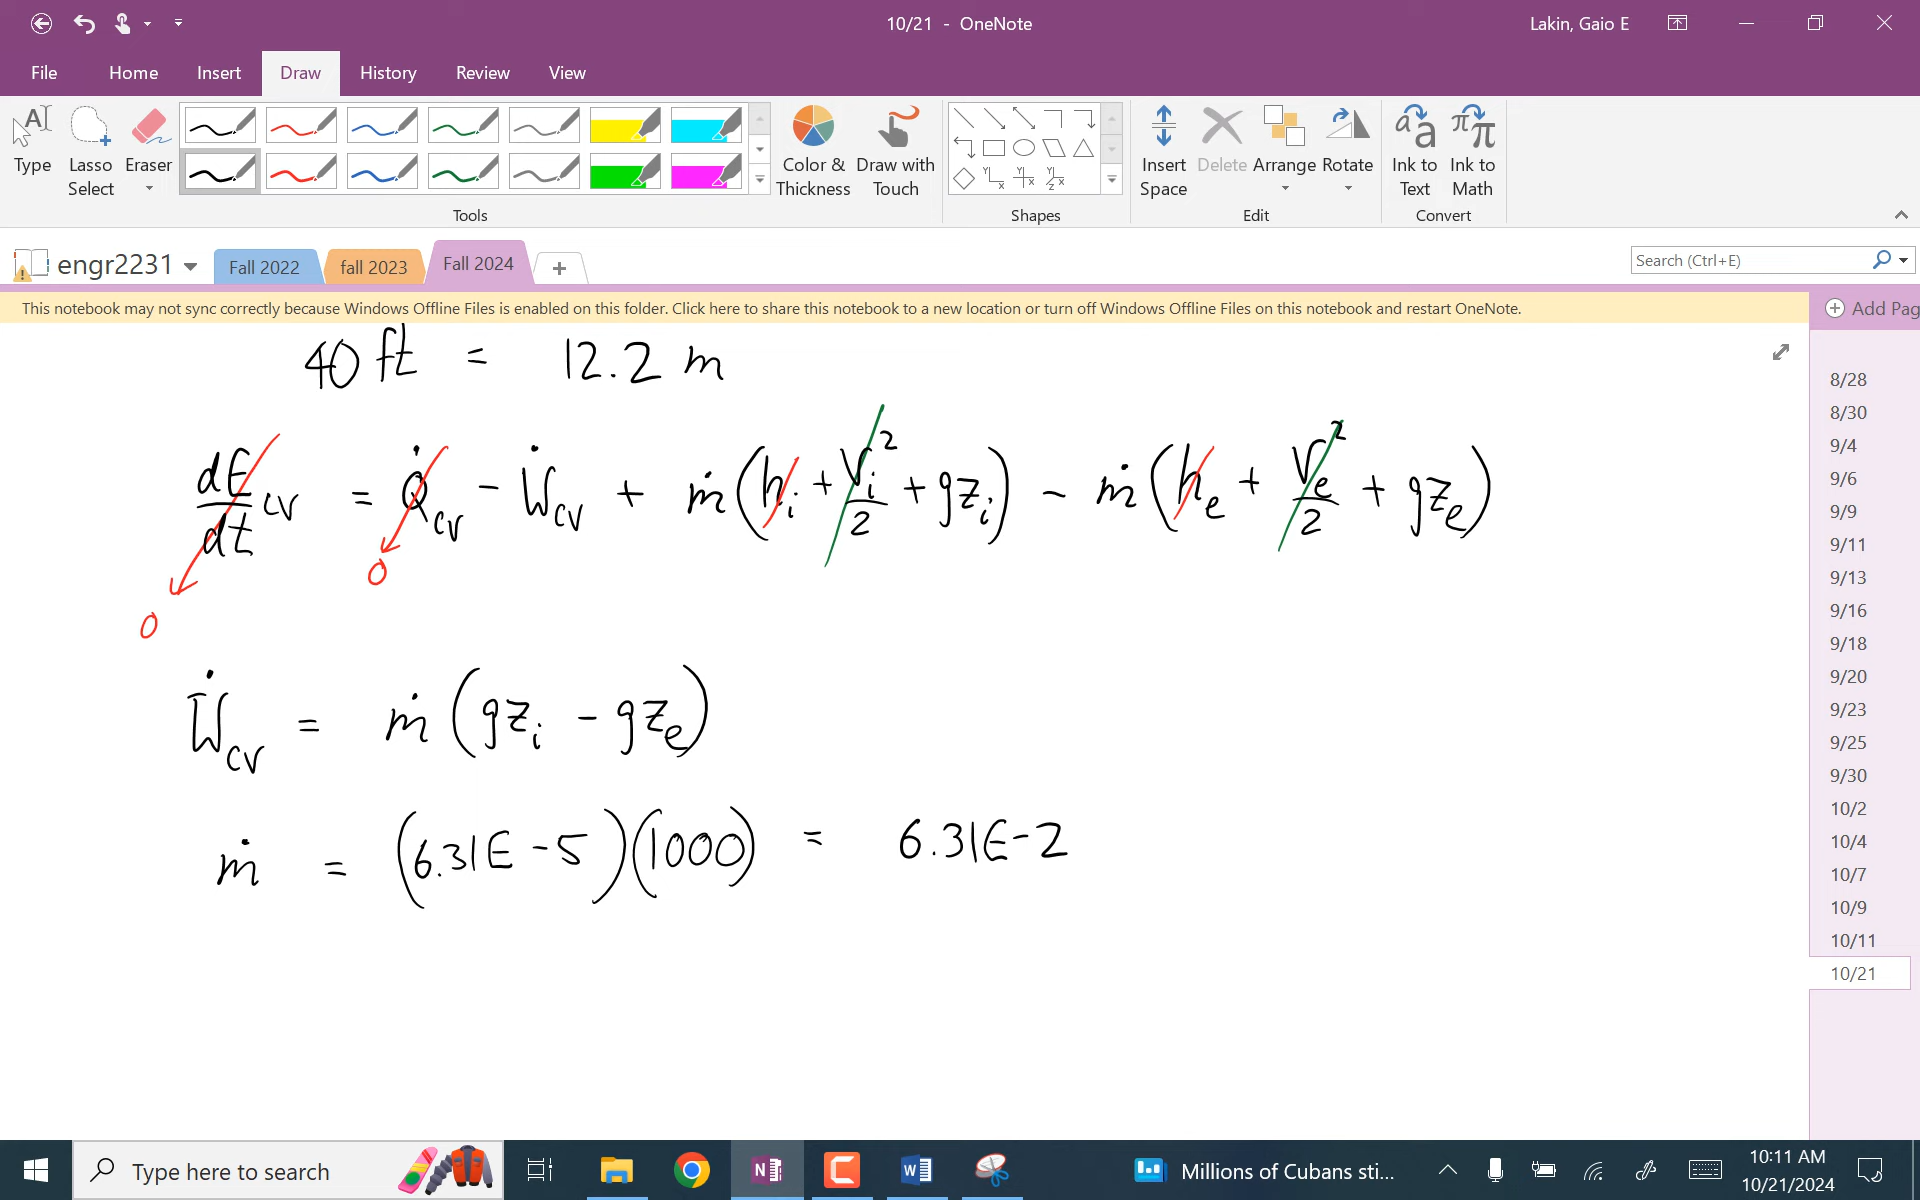 10/21 - OneNote
Lakin, Gaio E
File Home Insert Draw History Review View
Type
Lasso Select
Eraser
Color & Thickness
Draw with Touch
Insert Space
Delete
Arrange
Rotate
Ink to Text
Ink to Math
Tools
Shapes
Edit
Convert
engr2231
Fall 2022
fall 2023
Fall 2024
Search (Ctrl+E)
This notebook may not sync correctly because Windows Offline Files is enabled on this folder. Click here to share this notebook to a new location or turn off Windows Offline Files on this notebook and restart OneNote.
Add Pag
40 ft = 12.2 m
dE/dt cv = Q̇cv - Ẇcv + ṁ(hi + Vi²/2 + gzi) - ṁ(he + Ve²/2 + gze)
0
0
Ẇcv = ṁ(gzi - gze)
ṁ = (6.31E-5)(1000) = 6.31E-2
8/28
8/30
9/4
9/6
9/9
9/11
9/13
9/16
9/18
9/20
9/23
9/25
9/30
10/2
10/4
10/7
10/9
10/11
10/21
Type here to search
Millions of Cubans sti...
10:11 AM
10/21/2024